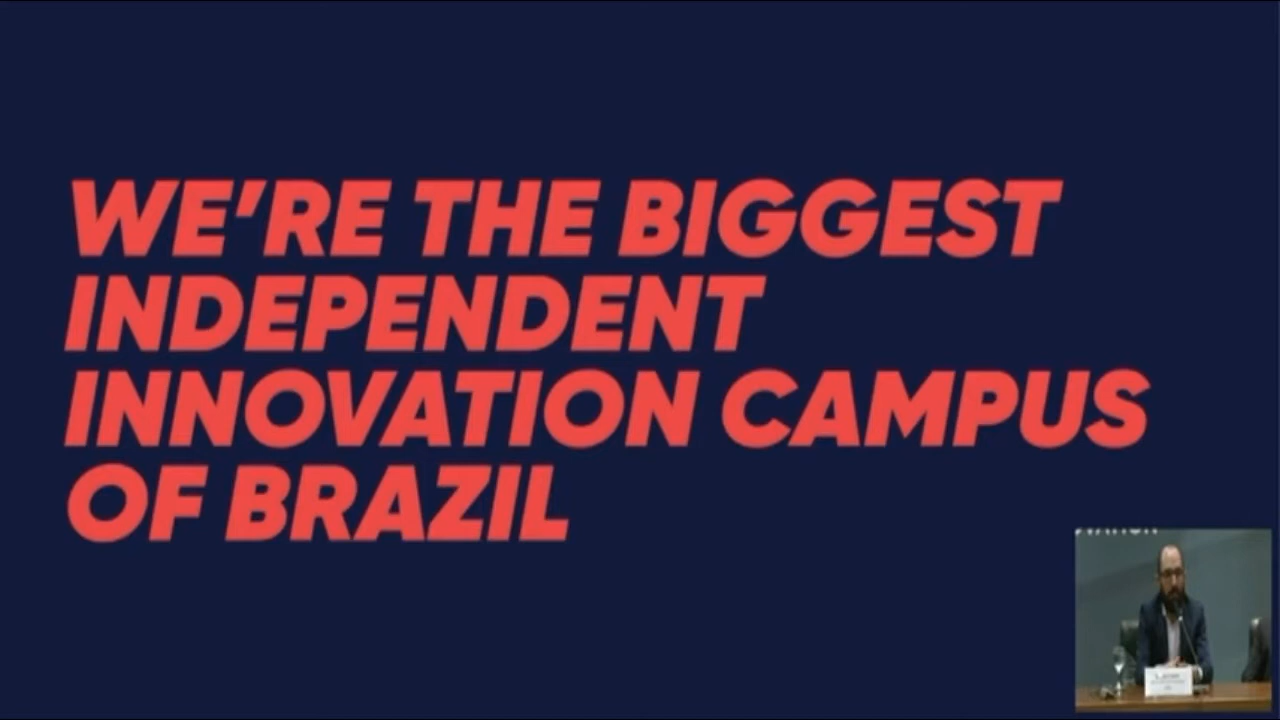 WE'RE THE BIGGEST
INDEPENDENT
INNOVATION CAMPUS
OF BRAZIL